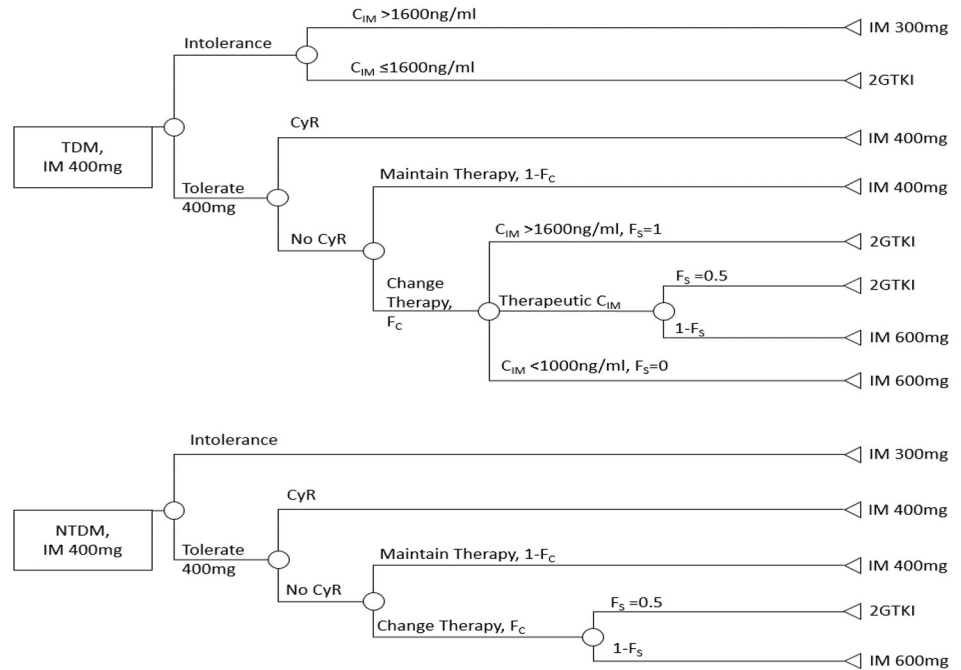 C_IM >1600ng/ml
IM 300mg
Intolerance
C_IM ≤1600ng/ml
2GTKI
TDM,
IM 400mg
CyR
IM 400mg
Tolerate
400mg
Maintain Therapy, 1-F_C
IM 400mg
No CyR
C_IM >1600ng/ml, F_S=1
2GTKI
Change
Therapy,
F_C
F_S =0.5
2GTKI
Therapeutic C_IM
1-F_S
IM 600mg
C_IM <1000ng/ml, F_S=0
IM 600mg
Intolerance
IM 300mg
NTDM,
IM 400mg
CyR
IM 400mg
Tolerate
400mg
Maintain Therapy, 1-F_C
IM 400mg
No CyR
F_S =0.5
2GTKI
Change Therapy, F_C
1-F_S
IM 600mg